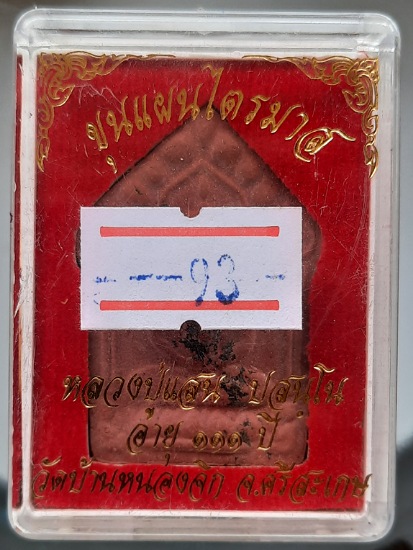 ขุนแผนไตรมาส
93
หลวงปู่แสน ปสนฺโน
อายุ ๑๑๑ ปี
วัดบ้านหนองจิก จ.ศรีสะเกษ